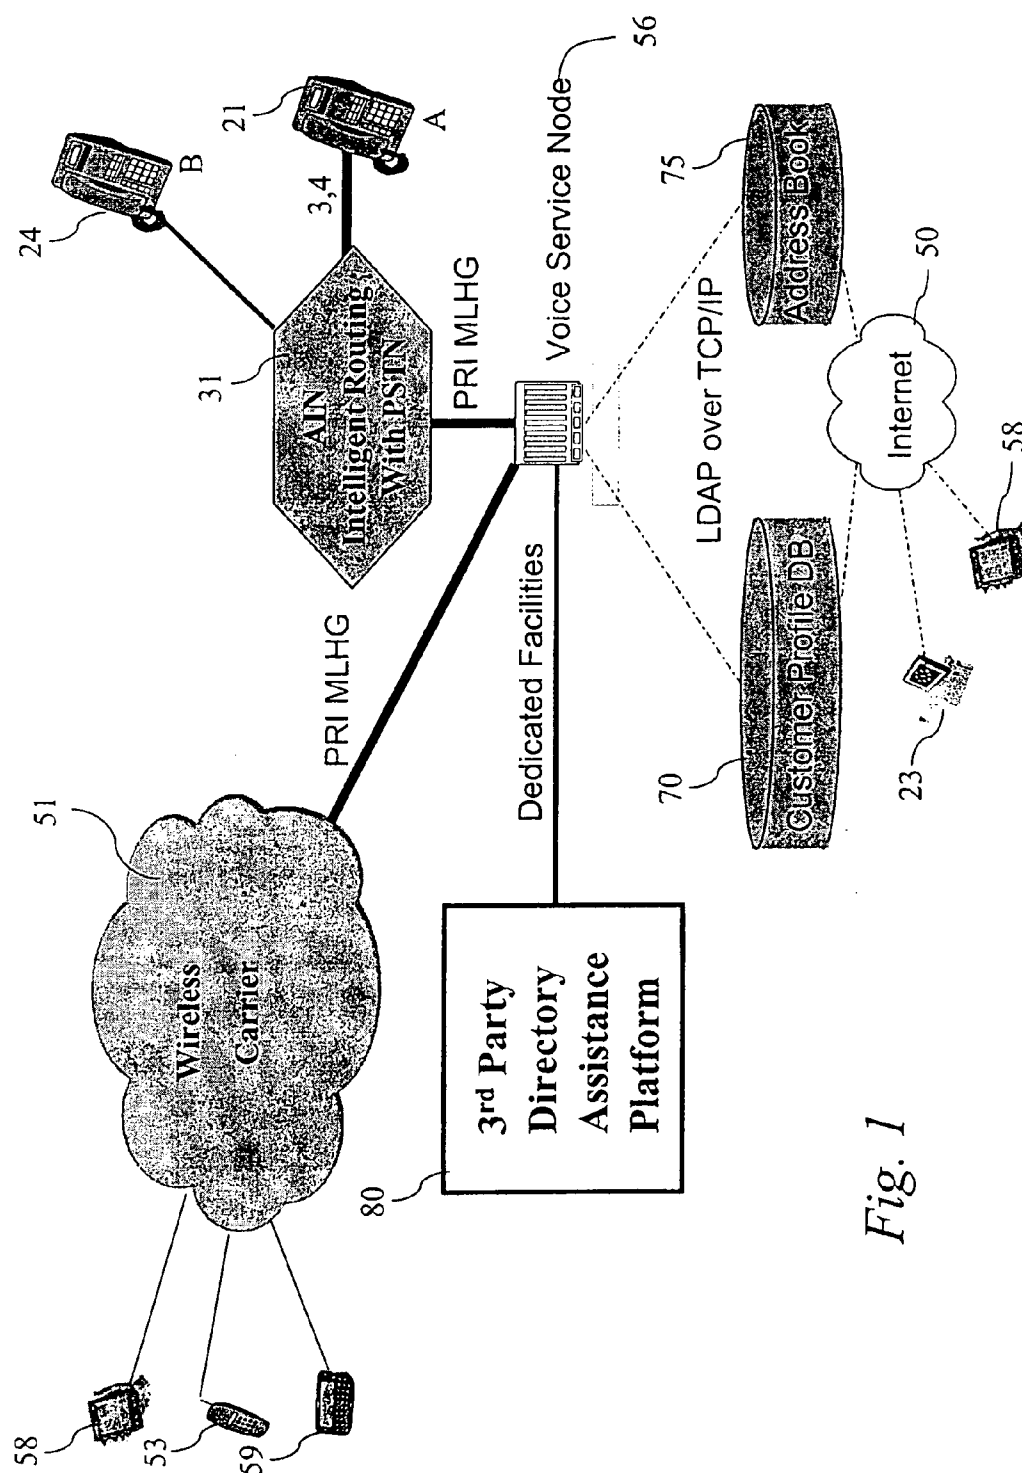 58
53
59
51
Wireless
Carrier
PRI MLHG
80
3rd Party
Directory
Assistance
Platform
Dedicated Facilities
24
B
21
A
3,4
31
AIN
Intelligent Routing
With PSTN
PRI MLHG
Voice Service Node
56
LDAP over TCP/IP
70
Customer Profile DB
75
Address Book
50
Internet
23
58
Fig. 1